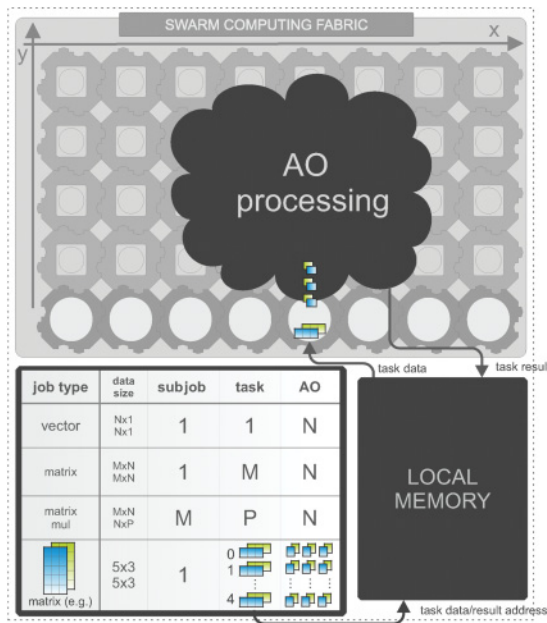 SWARM COMPUTING FABRIC
x
y
AO
processing
task data
task resul
job type data size subjob task AO
vector Nx1 Nx1 1 1 N
matrix MxN MxN 1 M N
matrix mul MxN NxP M P N
matrix (e.g.) 5x3 5x3 1 0 1 4
LOCAL
MEMORY
task data/result address